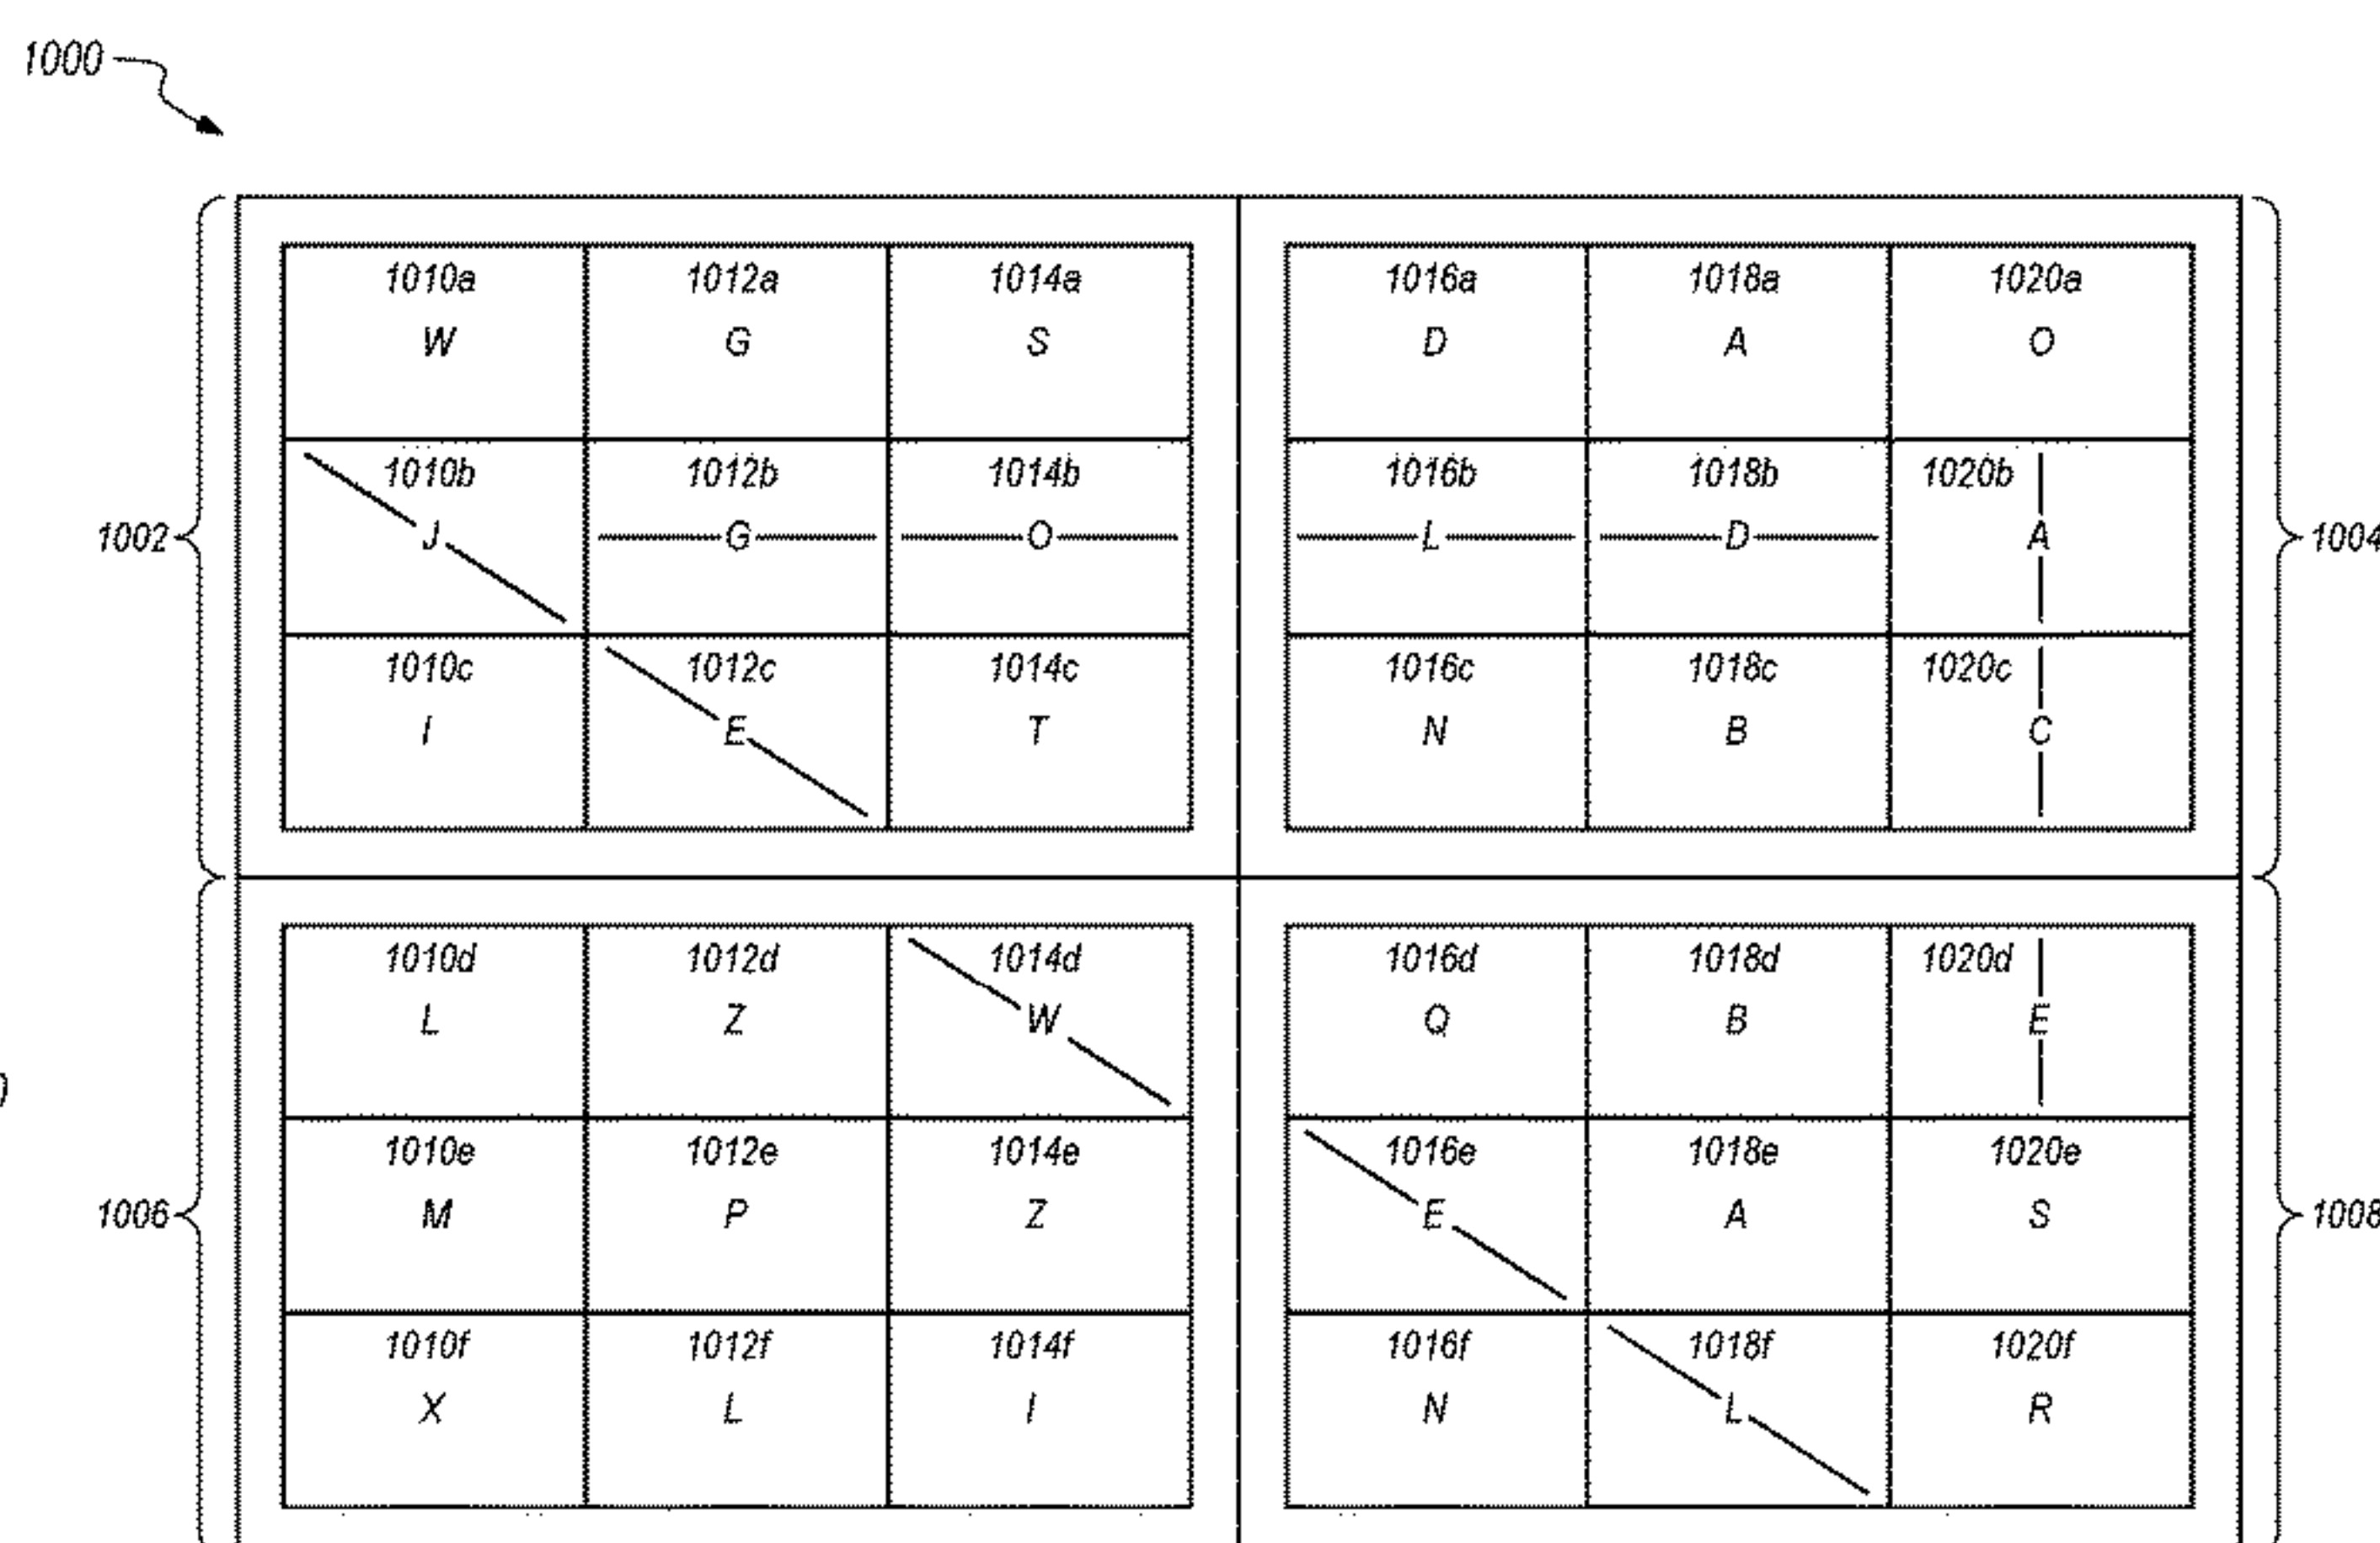 1000
1010a 1012a 1014a 1016a 1018a 1020a
W G S D A O
1010b 1012b 1014b 1016b 1018b 1020b
1002 J G O L D A 1004
1010c 1012c 1014c 1016c 1018c 1020c
I E T N B C
1010d 1012d 1014d 1016d 1018d 1020d
L Z W Q B E
1010e 1012e 1014e 1016e 1018e 1020e
1006 M P Z E A S 1008
1010f 1012f 1014f 1016f 1018f 1020f
X L I N L R